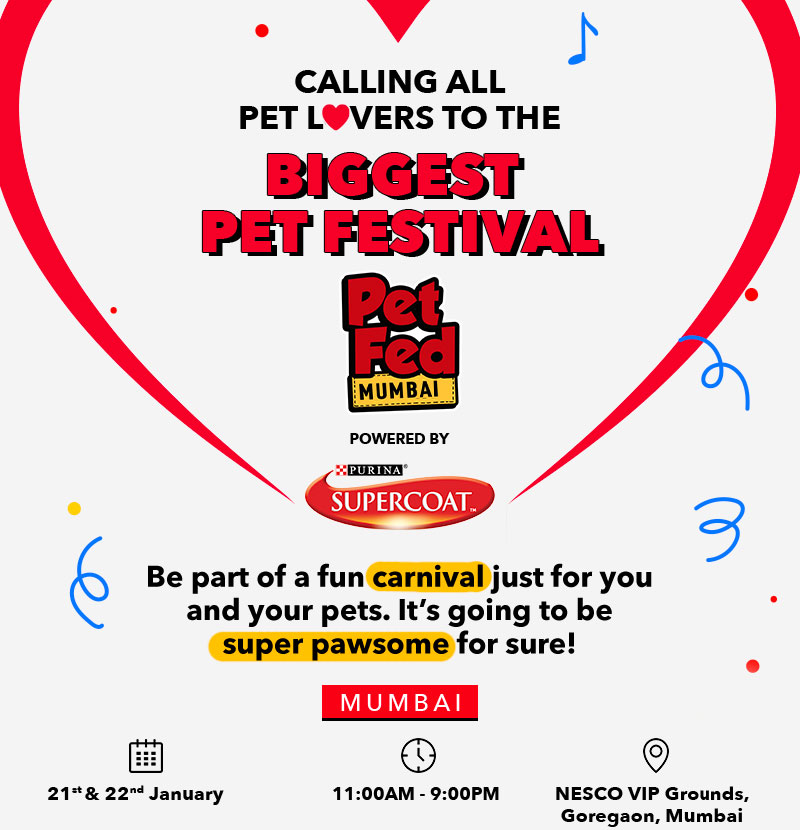 CALLING ALL
PET LOVERS TO THE
BIGGEST
PET FESTIVAL
Pet
Fed
MUMBAI
POWERED BY
PURINA®
SUPERCOAT™
Be part of a fun carnival just for you
and your pets. It’s going to be
super pawsome for sure!
MUMBAI
21st & 22nd January
11:00AM - 9:00PM
NESCO VIP Grounds,
Goregaon, Mumbai